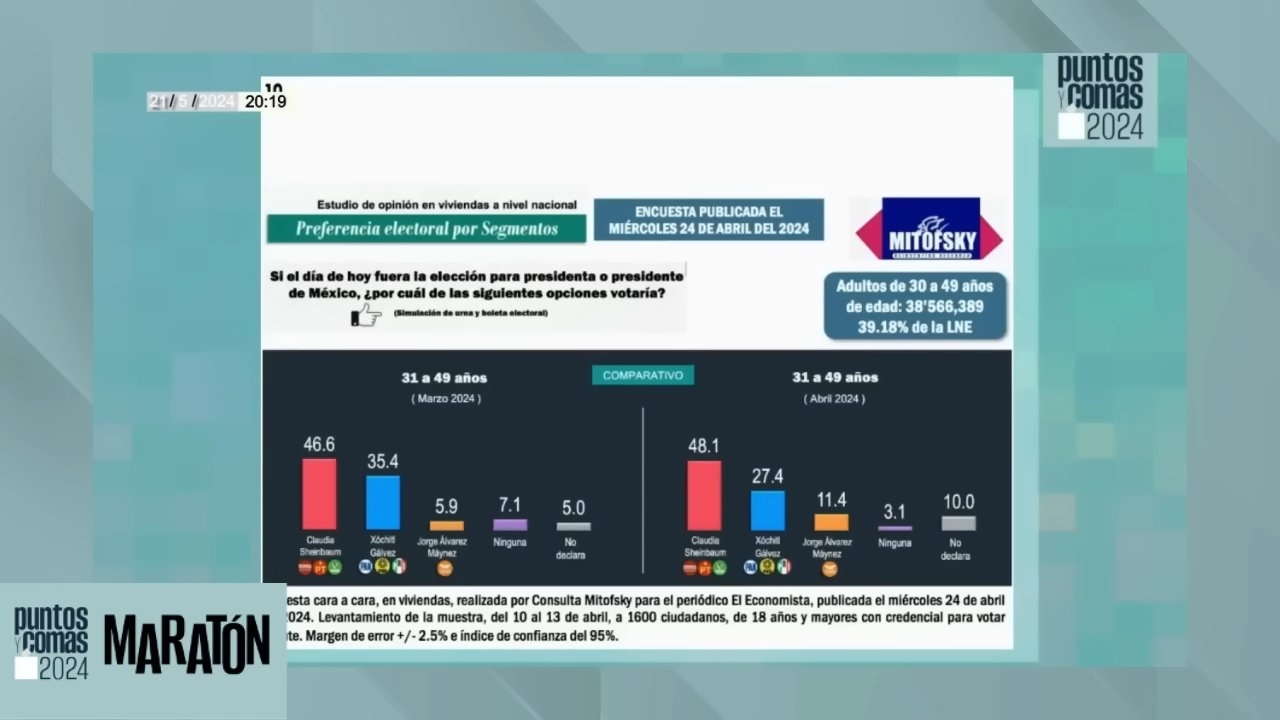 10
21/ 5 /2024 20:19
puntos
y comas
2024
Estudio de opinión en viviendas a nivel nacional
Preferencia electoral por Segmentos
ENCUESTA PUBLICADA EL
MIÉRCOLES 24 DE ABRIL DEL 2024
MITOFSKY
Si el día de hoy fuera la elección para presidenta o presidente
de México, ¿por cuál de las siguientes opciones votaría?
(Simulación de urna y boleta electoral)
Adultos de 30 a 49 años
de edad: 38'566,389
39.18% de la LNE
COMPARATIVO
31 a 49 años
( Marzo 2024 )
46.6
35.4
5.9
7.1
5.0
Claudia
Sheinbaum
Xóchitl
Gálvez
Jorge Álvarez
Máynez
Ninguna
No
declara
PT
31 a 49 años
( Abril 2024 )
48.1
27.4
11.4
3.1
10.0
Claudia
Sheinbaum
Xóchitl
Gálvez
Jorge Álvarez
Máynez
Ninguna
No
declara
PT
esta cara a cara, en viviendas, realizada por Consulta Mitofsky para el periódico El Economista, publicada el miércoles 24 de abril
2024. Levantamiento de la muestra, del 10 al 13 de abril, a 1600 ciudadanos, de 18 años y mayores con credencial para votar
te. Margen de error +/- 2.5% e índice de confianza del 95%.
puntos
y comas
2024
MARATÓN